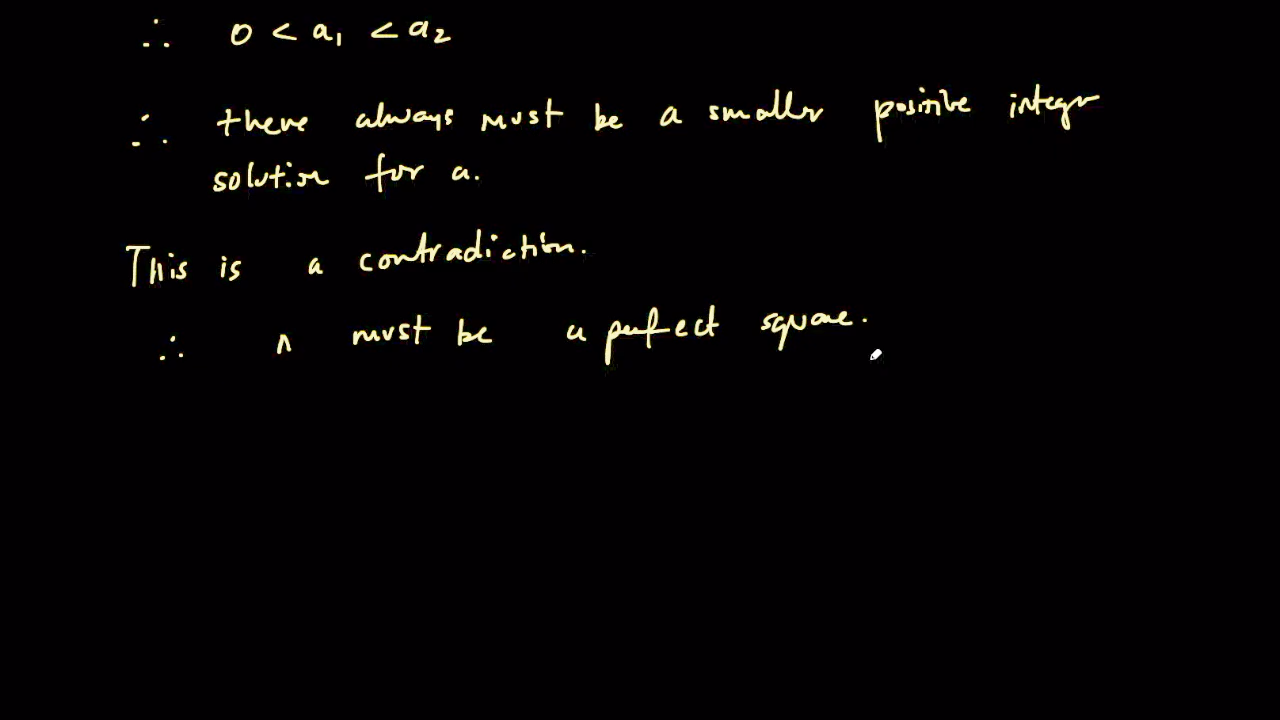 ∴ 0 < a₁ < a₂
∴ there always must be a smaller positive integer
solution for a.
This is a contradiction.
∴ n must be a perfect square.